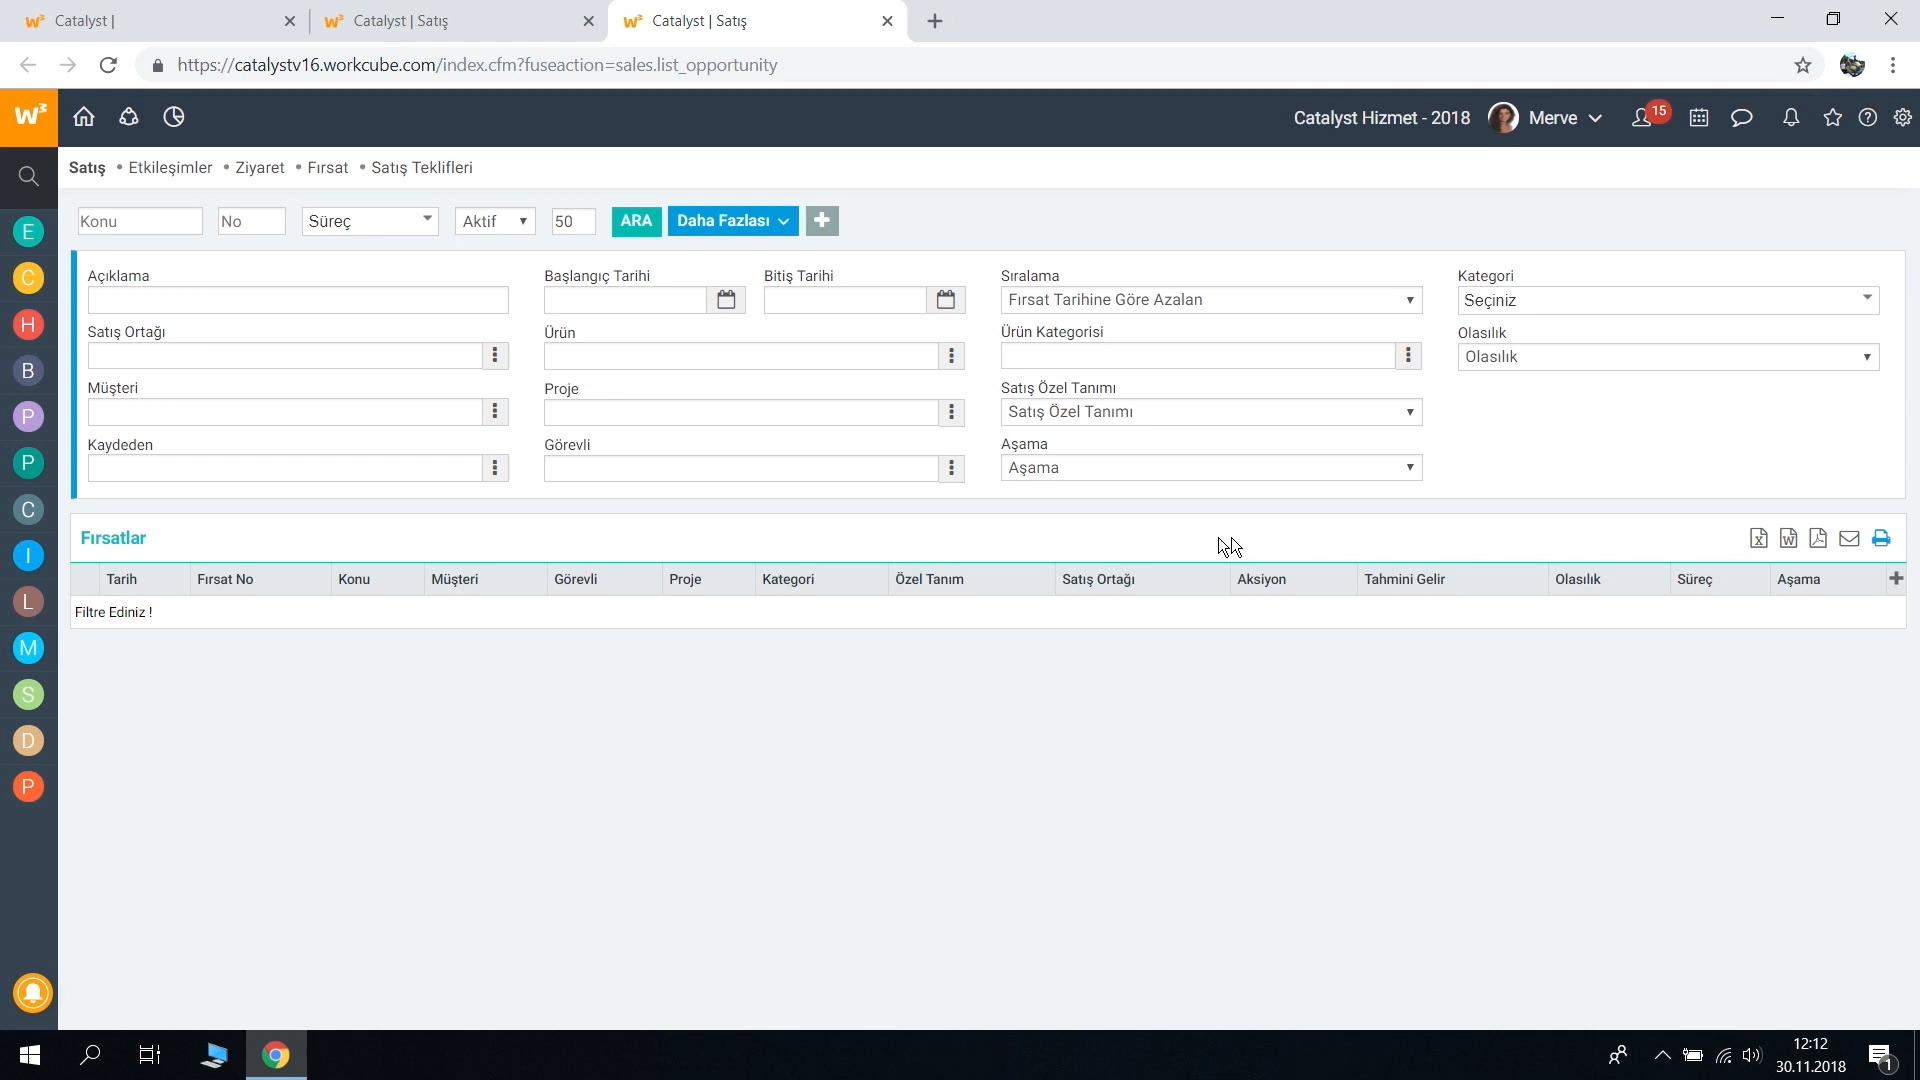 Catalyst | Catalyst | Satış Catalyst | Satış
https://catalystv16.workcube.com/index.cfm?fuseaction=sales.list_opportunity
w3 Catalyst Hizmet - 2018 Merve 15
Satış • Etkileşimler • Ziyaret • Fırsat • Satış Teklifleri
Konu No Süreç Aktif 50 ARA Daha Fazlası
Açıklama Başlangıç Tarihi Bitiş Tarihi Sıralama Kategori
Fırsat Tarihine Göre Azalan Seçiniz
Satış Ortağı Ürün Ürün Kategorisi Olasılık
Olasılık
Müşteri Proje Satış Özel Tanımı
Satış Özel Tanımı
Kaydeden Görevli Aşama
Aşama
Fırsatlar
Tarih Fırsat No Konu Müşteri Görevli Proje Kategori Özel Tanım Satış Ortağı Aksiyon Tahmini Gelir Olasılık Süreç Aşama
Filtre Ediniz !
E
C
H
B
P
P
C
I
L
M
S
D
P
12:12
30.11.2018
1